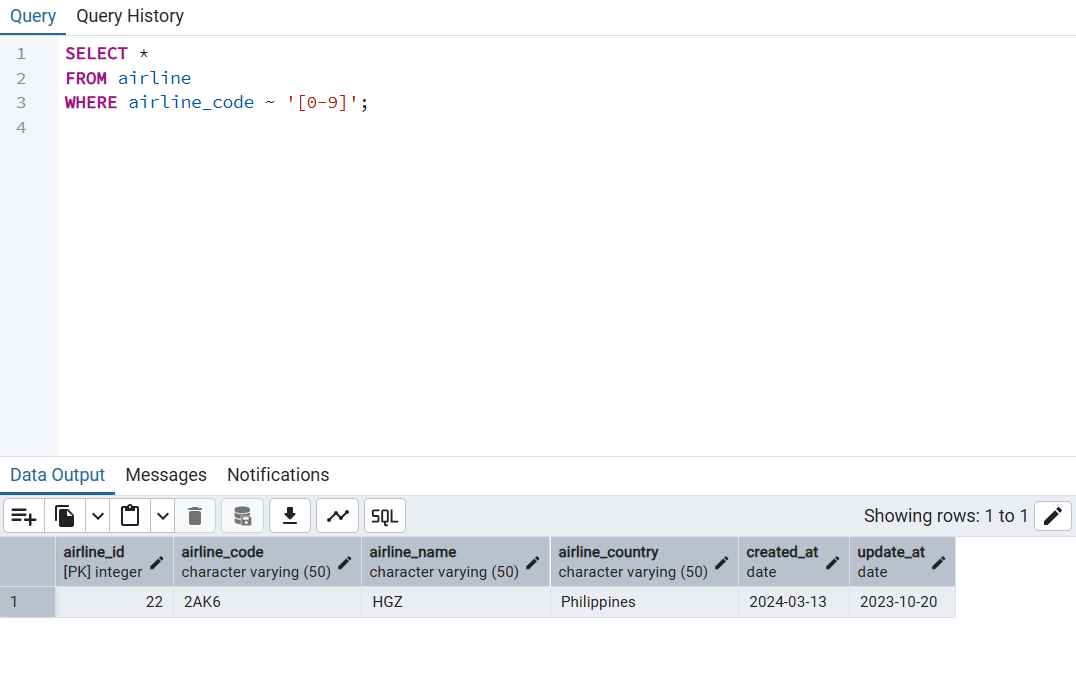 Query Query History
1 SELECT *
2 FROM airline
3 WHERE airline_code ~ '[0-9]';
4
Data Output Messages Notifications
SQL Showing rows: 1 to 1
airline_id airline_code airline_name airline_country created_at update_at
[PK] integer character varying (50) character varying (50) character varying (50) date date
1 22 2AK6 HGZ Philippines 2024-03-13 2023-10-20